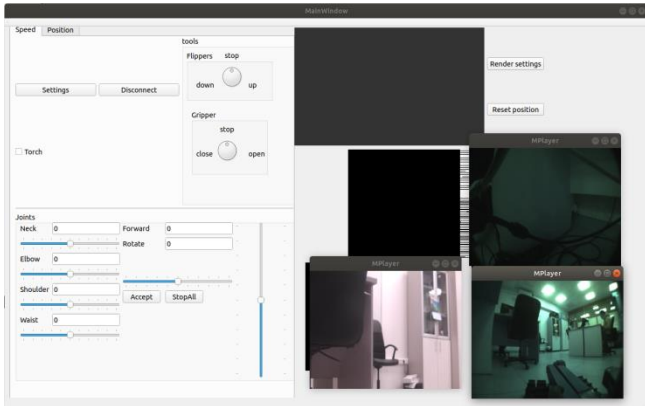 MainWindow
Speed Position
tools
Flippers stop
down up
Settings Disconnect
Gripper
stop
close open
Torch
Render settings
Reset position
Joints
Neck 0 Forward 0
Rotate 0
Elbow 0
Shoulder 0
Accept StopAll
Waist 0
MPlayer
MPlayer
MPlayer